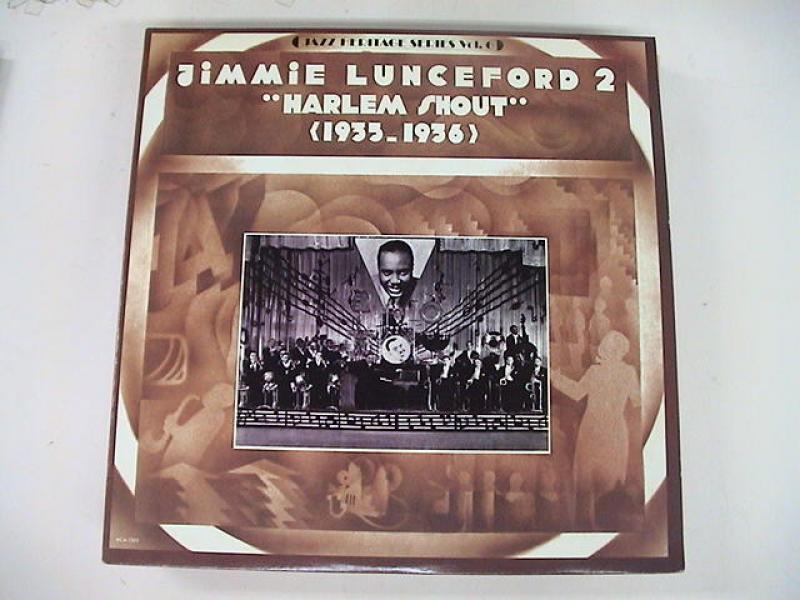 JAZZ HERITAGE SERIES Vol. 6
JIMMIE LUNCEFORD 2
"HARLEM SHOUT"
(1935-1936)